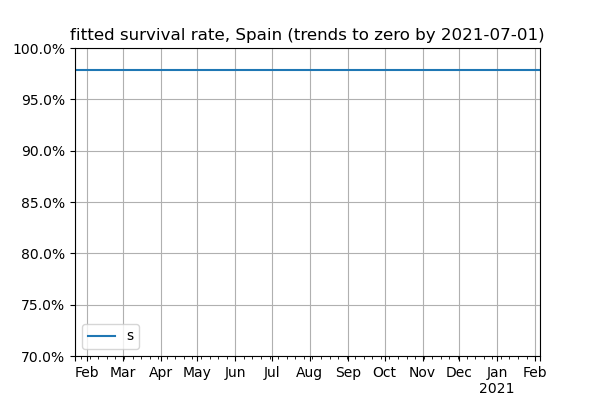 fitted survival rate, Spain (trends to zero by 2021-07-01)
100.0%
95.0%
90.0%
85.0%
80.0%
75.0%
70.0%
s
Feb Mar Apr May Jun Jul Aug Sep Oct Nov Dec Jan Feb
2021